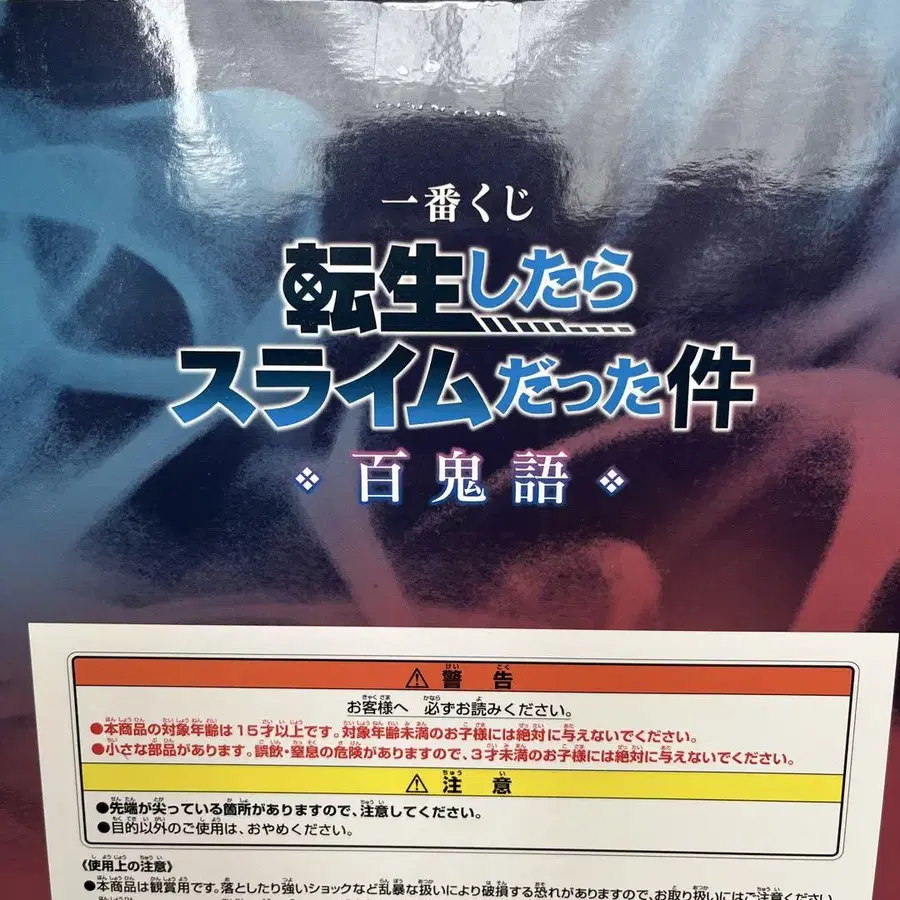 一番くじ
転生したら
スライムだった件
百鬼語
警告
お客様へ 必ずお読みください。
●本商品の対象年齢は15才以上です。対象年齢未満のお子様には絶対に与えないでください。
●小さな部品があります。誤飲・窒息の危険がありますので、3才未満のお子様には絶対に与えないでください。
注意
●先端が尖っている箇所がありますので、注意してください。
●目的以外のご使用は、おやめください。
《使用上の注意》
●本商品は観賞用です。落としたり強いショックなど乱暴な扱いにより破損する恐れがありますので、お取り扱いにはご注意ください